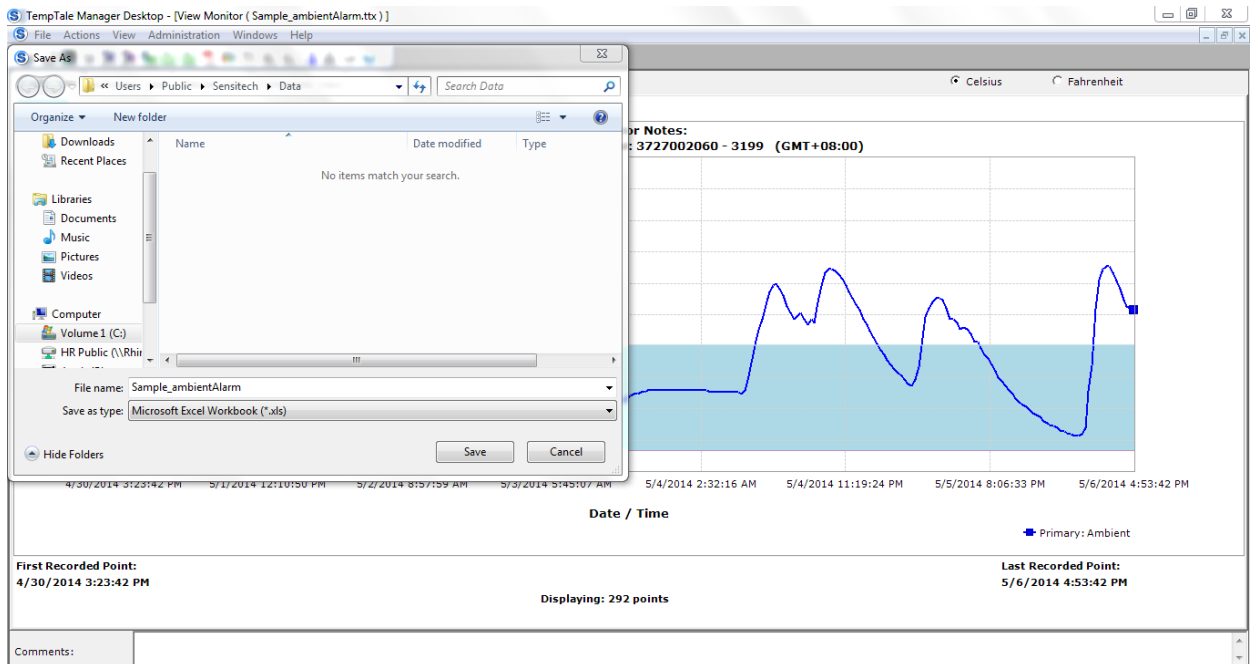 TempTale Manager Desktop - [View Monitor ( Sample_ambientAlarm.ttx ) ]
File Actions View Administration Windows Help
Save As
« Users Public Sensitech Data
Search Data
Celsius
Fahrenheit
Organize
New folder
or Notes:
: 3727002060 - 3199 (GMT+08:00)
Name
Date modified
Type
No items match your search.
Downloads
Recent Places
Libraries
Documents
Music
Pictures
Videos
Computer
Volume 1 (C:)
HR Public (\\Rhin
File name: Sample_ambientAlarm
Save as type: Microsoft Excel Workbook (*.xls)
Hide Folders
Save
Cancel
4/30/2014 3:23:42 PM
5/1/2014 12:10:50 PM
5/2/2014 8:57:59 AM
5/3/2014 5:45:07 AM
5/4/2014 2:32:16 AM
5/4/2014 11:19:24 PM
5/5/2014 8:06:33 PM
5/6/2014 4:53:42 PM
Date / Time
Primary: Ambient
First Recorded Point:
4/30/2014 3:23:42 PM
Last Recorded Point:
5/6/2014 4:53:42 PM
Displaying: 292 points
Comments: